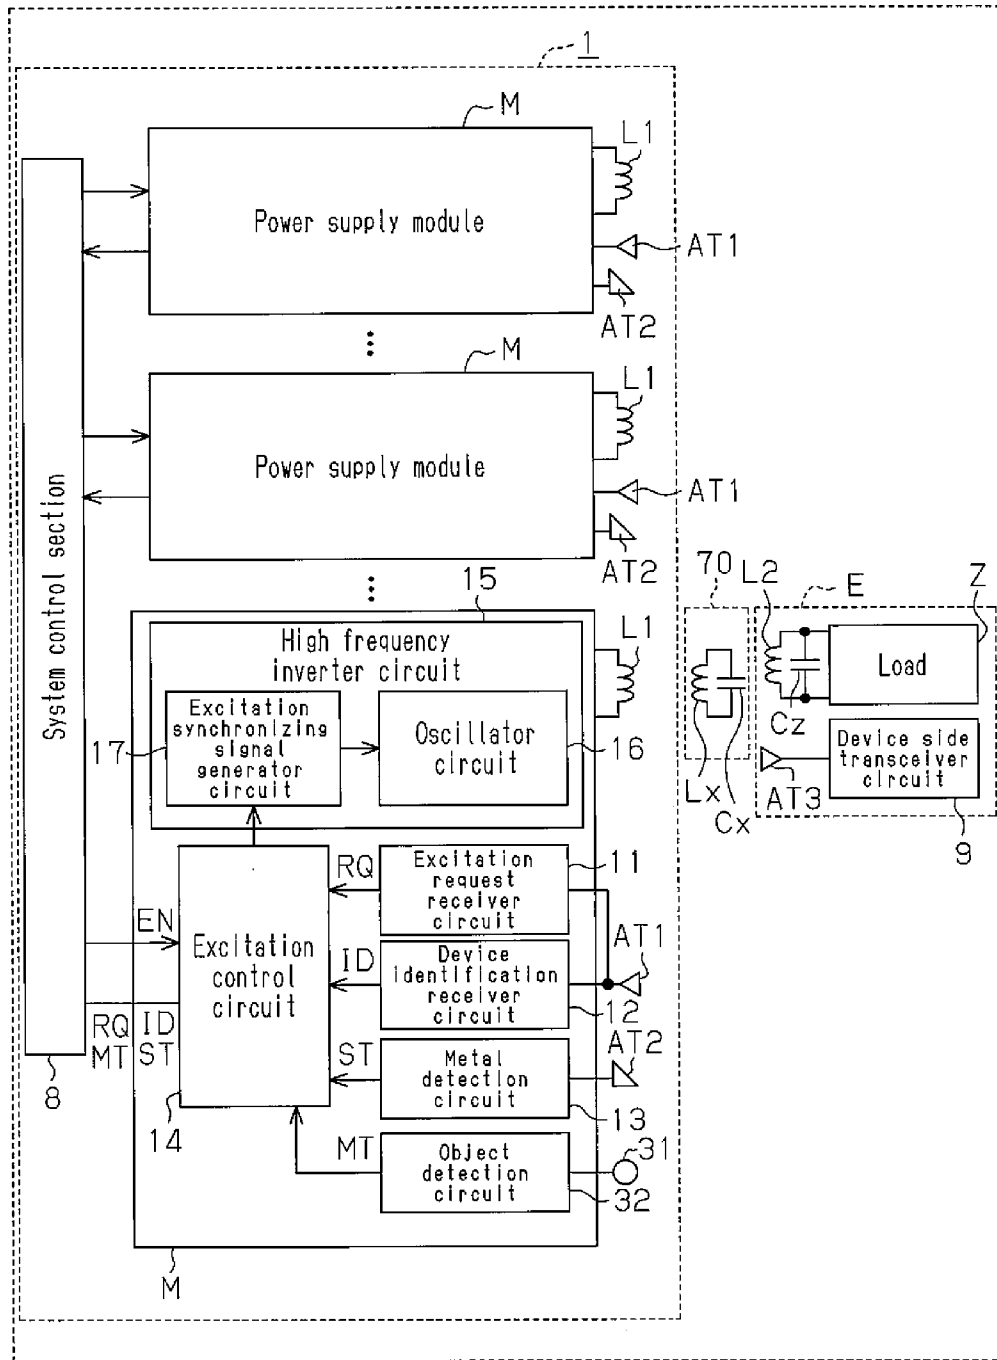 1
M
L1
Power supply module
AT1
AT2
M
L1
Power supply module
AT1
AT2
System control section
15
High frequency
inverter circuit
L1
17
Excitation
synchronizing
signal
generator
circuit
Oscillator
circuit
16
70
L2
E
Z
Load
Cz
Lx
Cx
AT3
Device side
transceiver
circuit
9
RQ
Excitation
request
receiver
circuit
11
EN
Excitation
control
circuit
ID
Device
identification
receiver
circuit
12
AT1
RQ ID
MT ST
ST
Metal
detection
circuit
13
AT2
8
14
MT
Object
detection
circuit
31
32
M